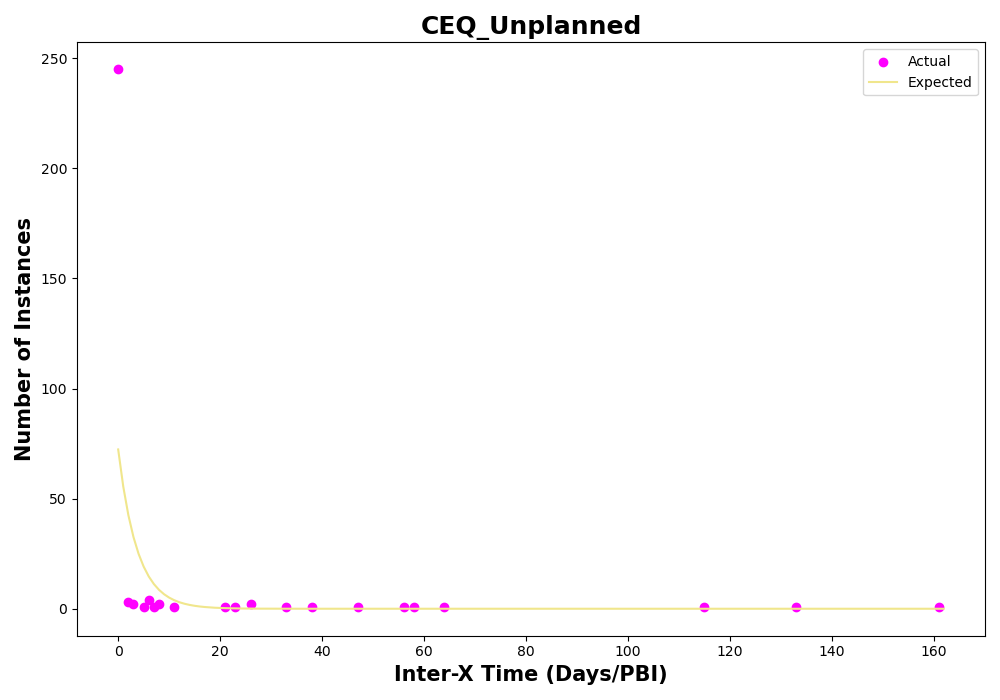 CEQ_Unplanned
Actual
Expected
Number of Instances
250
200
150
100
50
0
0 20 40 60 80 100 120 140 160
Inter-X Time (Days/PBI)